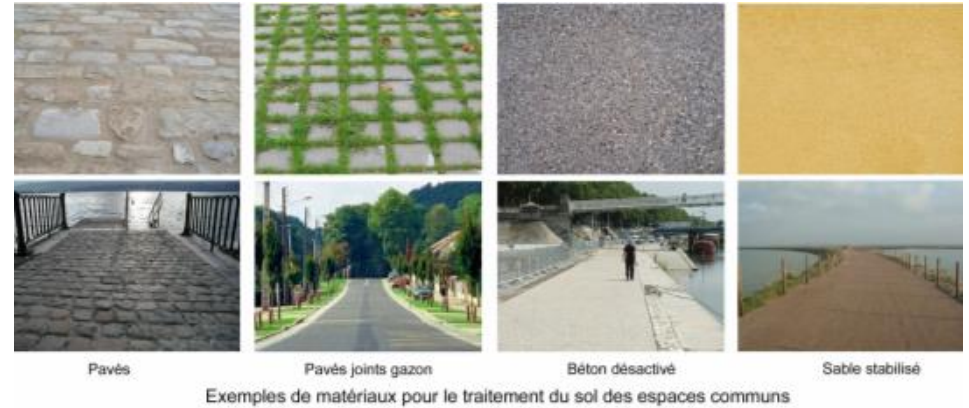 Pavés
Pavés joints gazon
Béton désactivé
Sable stabilisé
Exemples de matériaux pour le traitement du sol des espaces communs